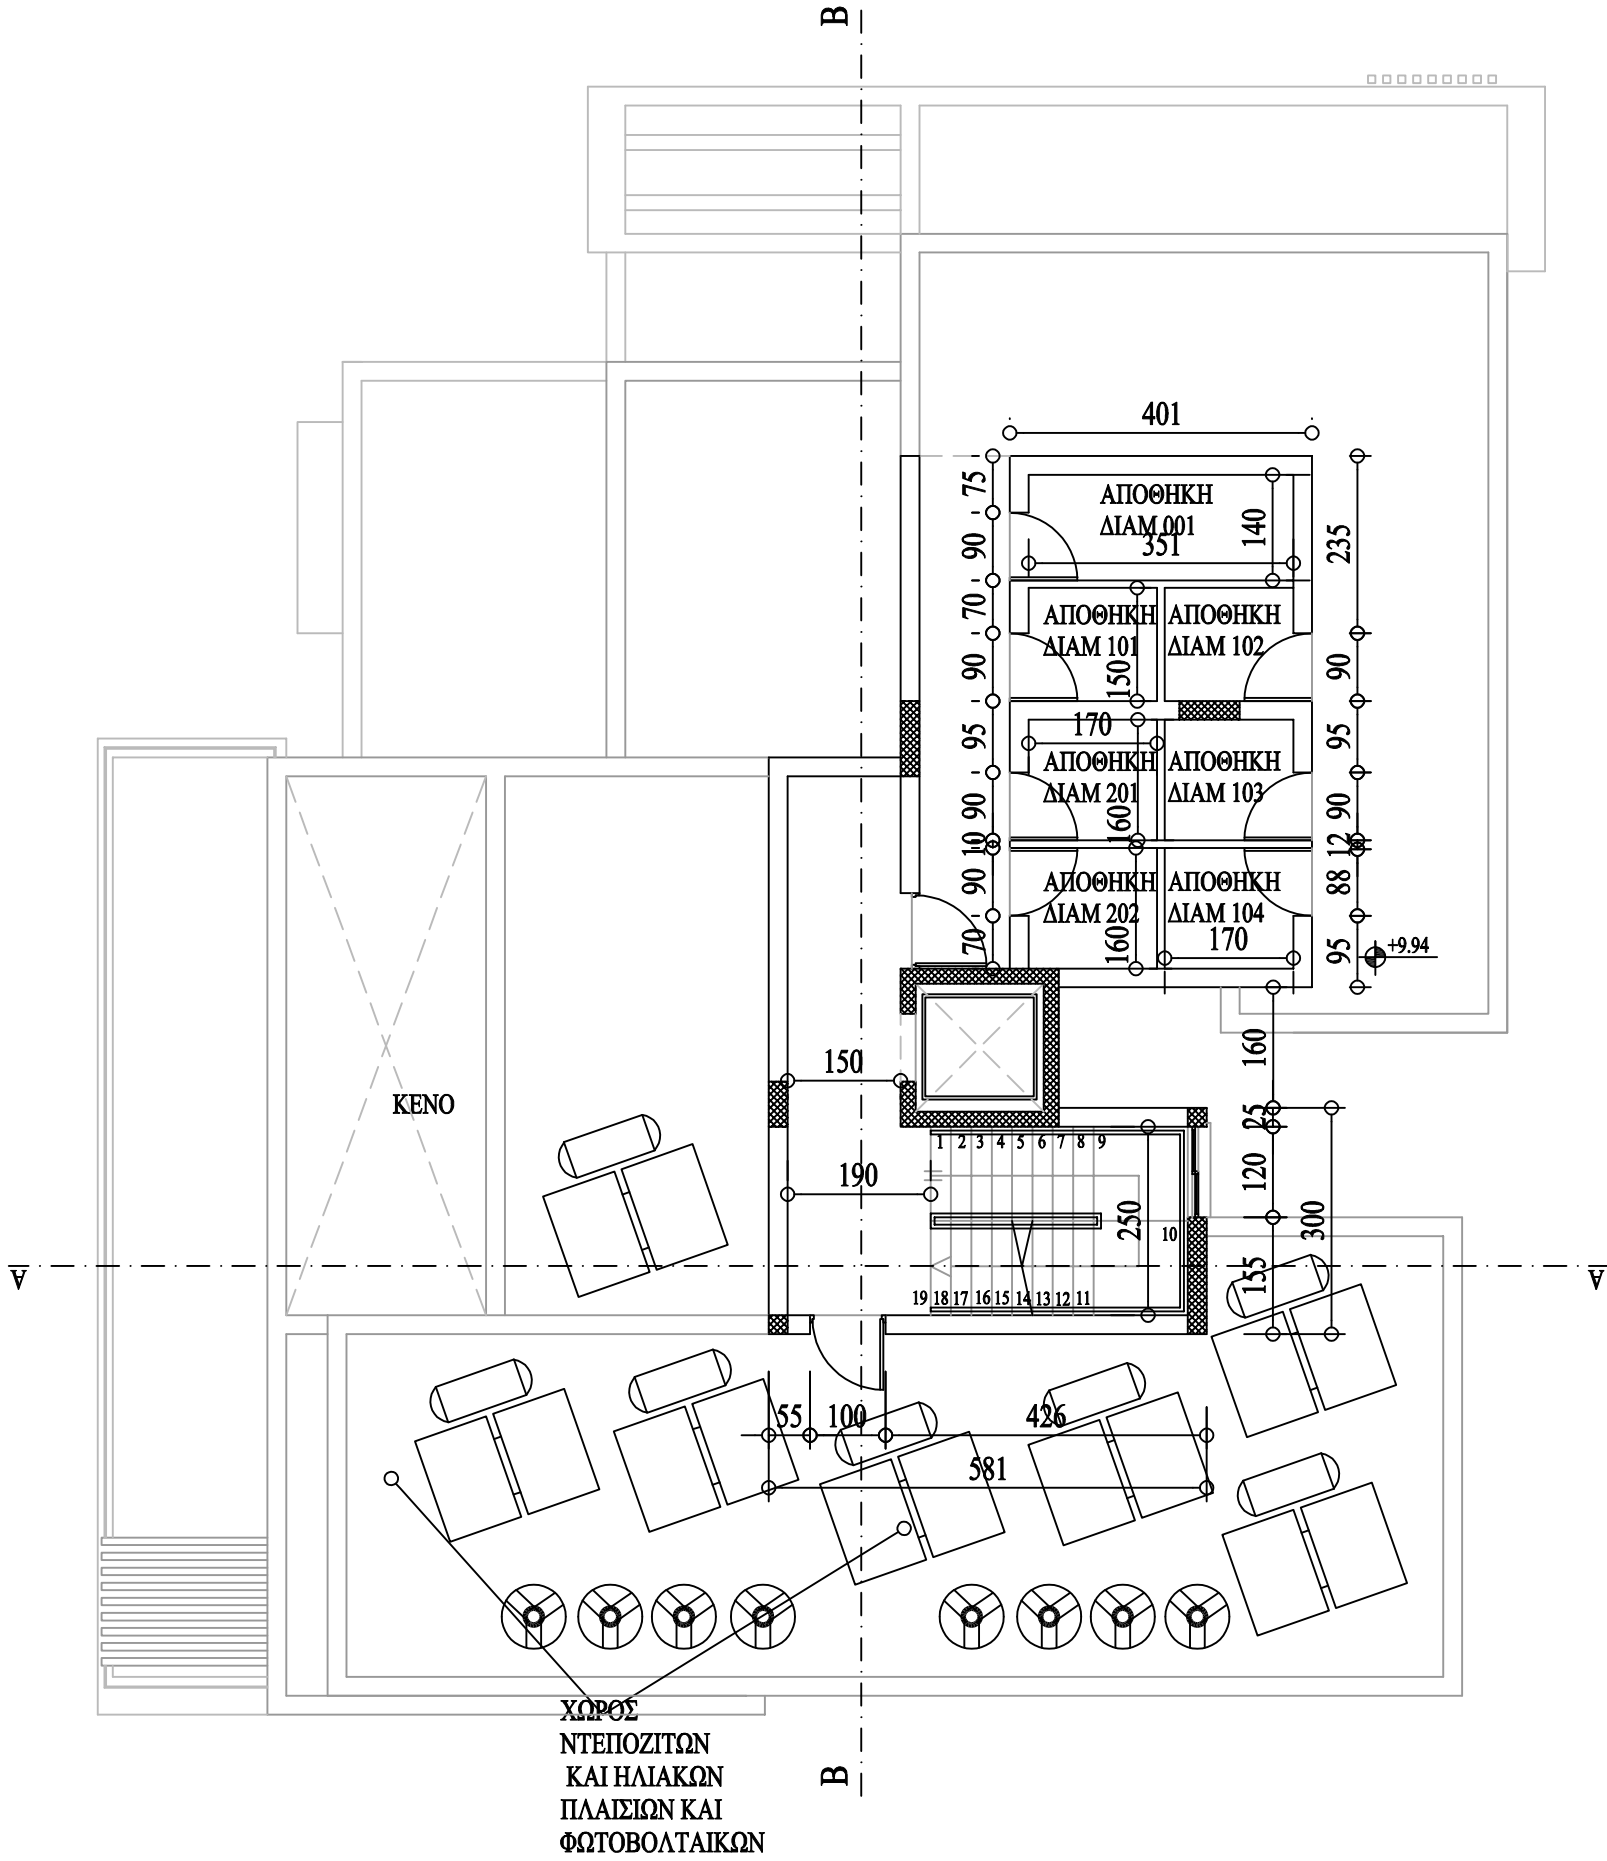 B
401
75
ΑΠΟΘΗΚΗ
ΔΙΑΜ 001
140
235
90
351
70
ΑΠΟΘΗΚΗ
ΔΙΑΜ 101
ΑΠΟΘΗΚΗ
ΔΙΑΜ 102
90
150
90
95
170
95
ΑΠΟΘΗΚΗ
ΔΙΑΜ 201
ΑΠΟΘΗΚΗ
ΔΙΑΜ 103
90
160
90
10
12
90
ΑΠΟΘΗΚΗ
ΔΙΑΜ 202
ΑΠΟΘΗΚΗ
ΔΙΑΜ 104
88
70
160
170
95
+9.94
160
150
ΚΕΝΟ
25
1 2 3 4 5 6 7 8 9
120
190
250
10
300
A
A
155
19 18 17 16 15 14 13 12 11
55
100
426
581
ΧΩΡΟΣ
ΝΤΕΠΟΖΙΤΩΝ
ΚΑΙ ΗΛΙΑΚΩΝ
ΠΛΑΙΣΙΩΝ ΚΑΙ
ΦΩΤΟΒΟΛΤΑΙΚΩΝ
B